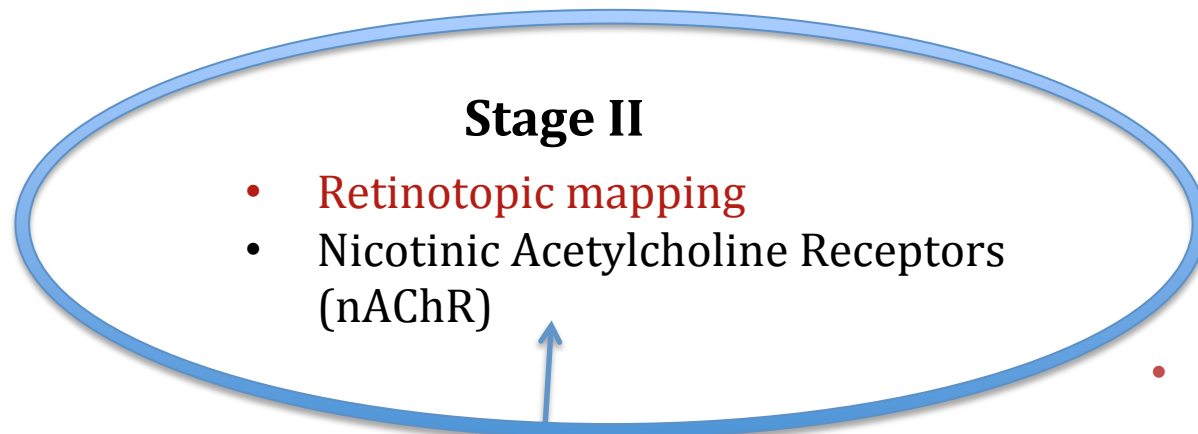 Stage II
• Retinotopic mapping
• Nicotinic Acetylcholine Receptors
(nAChR)